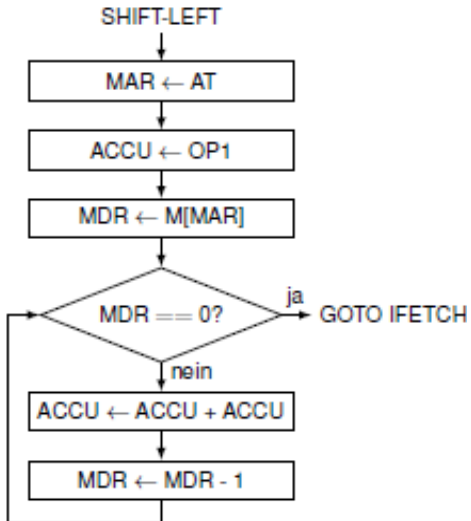 SHIFT-LEFT
MAR ← AT
ACCU ← OP1
MDR ← M[MAR]
MDR == 0?
ja
GOTO IFETCH
nein
ACCU ← ACCU + ACCU
MDR ← MDR - 1